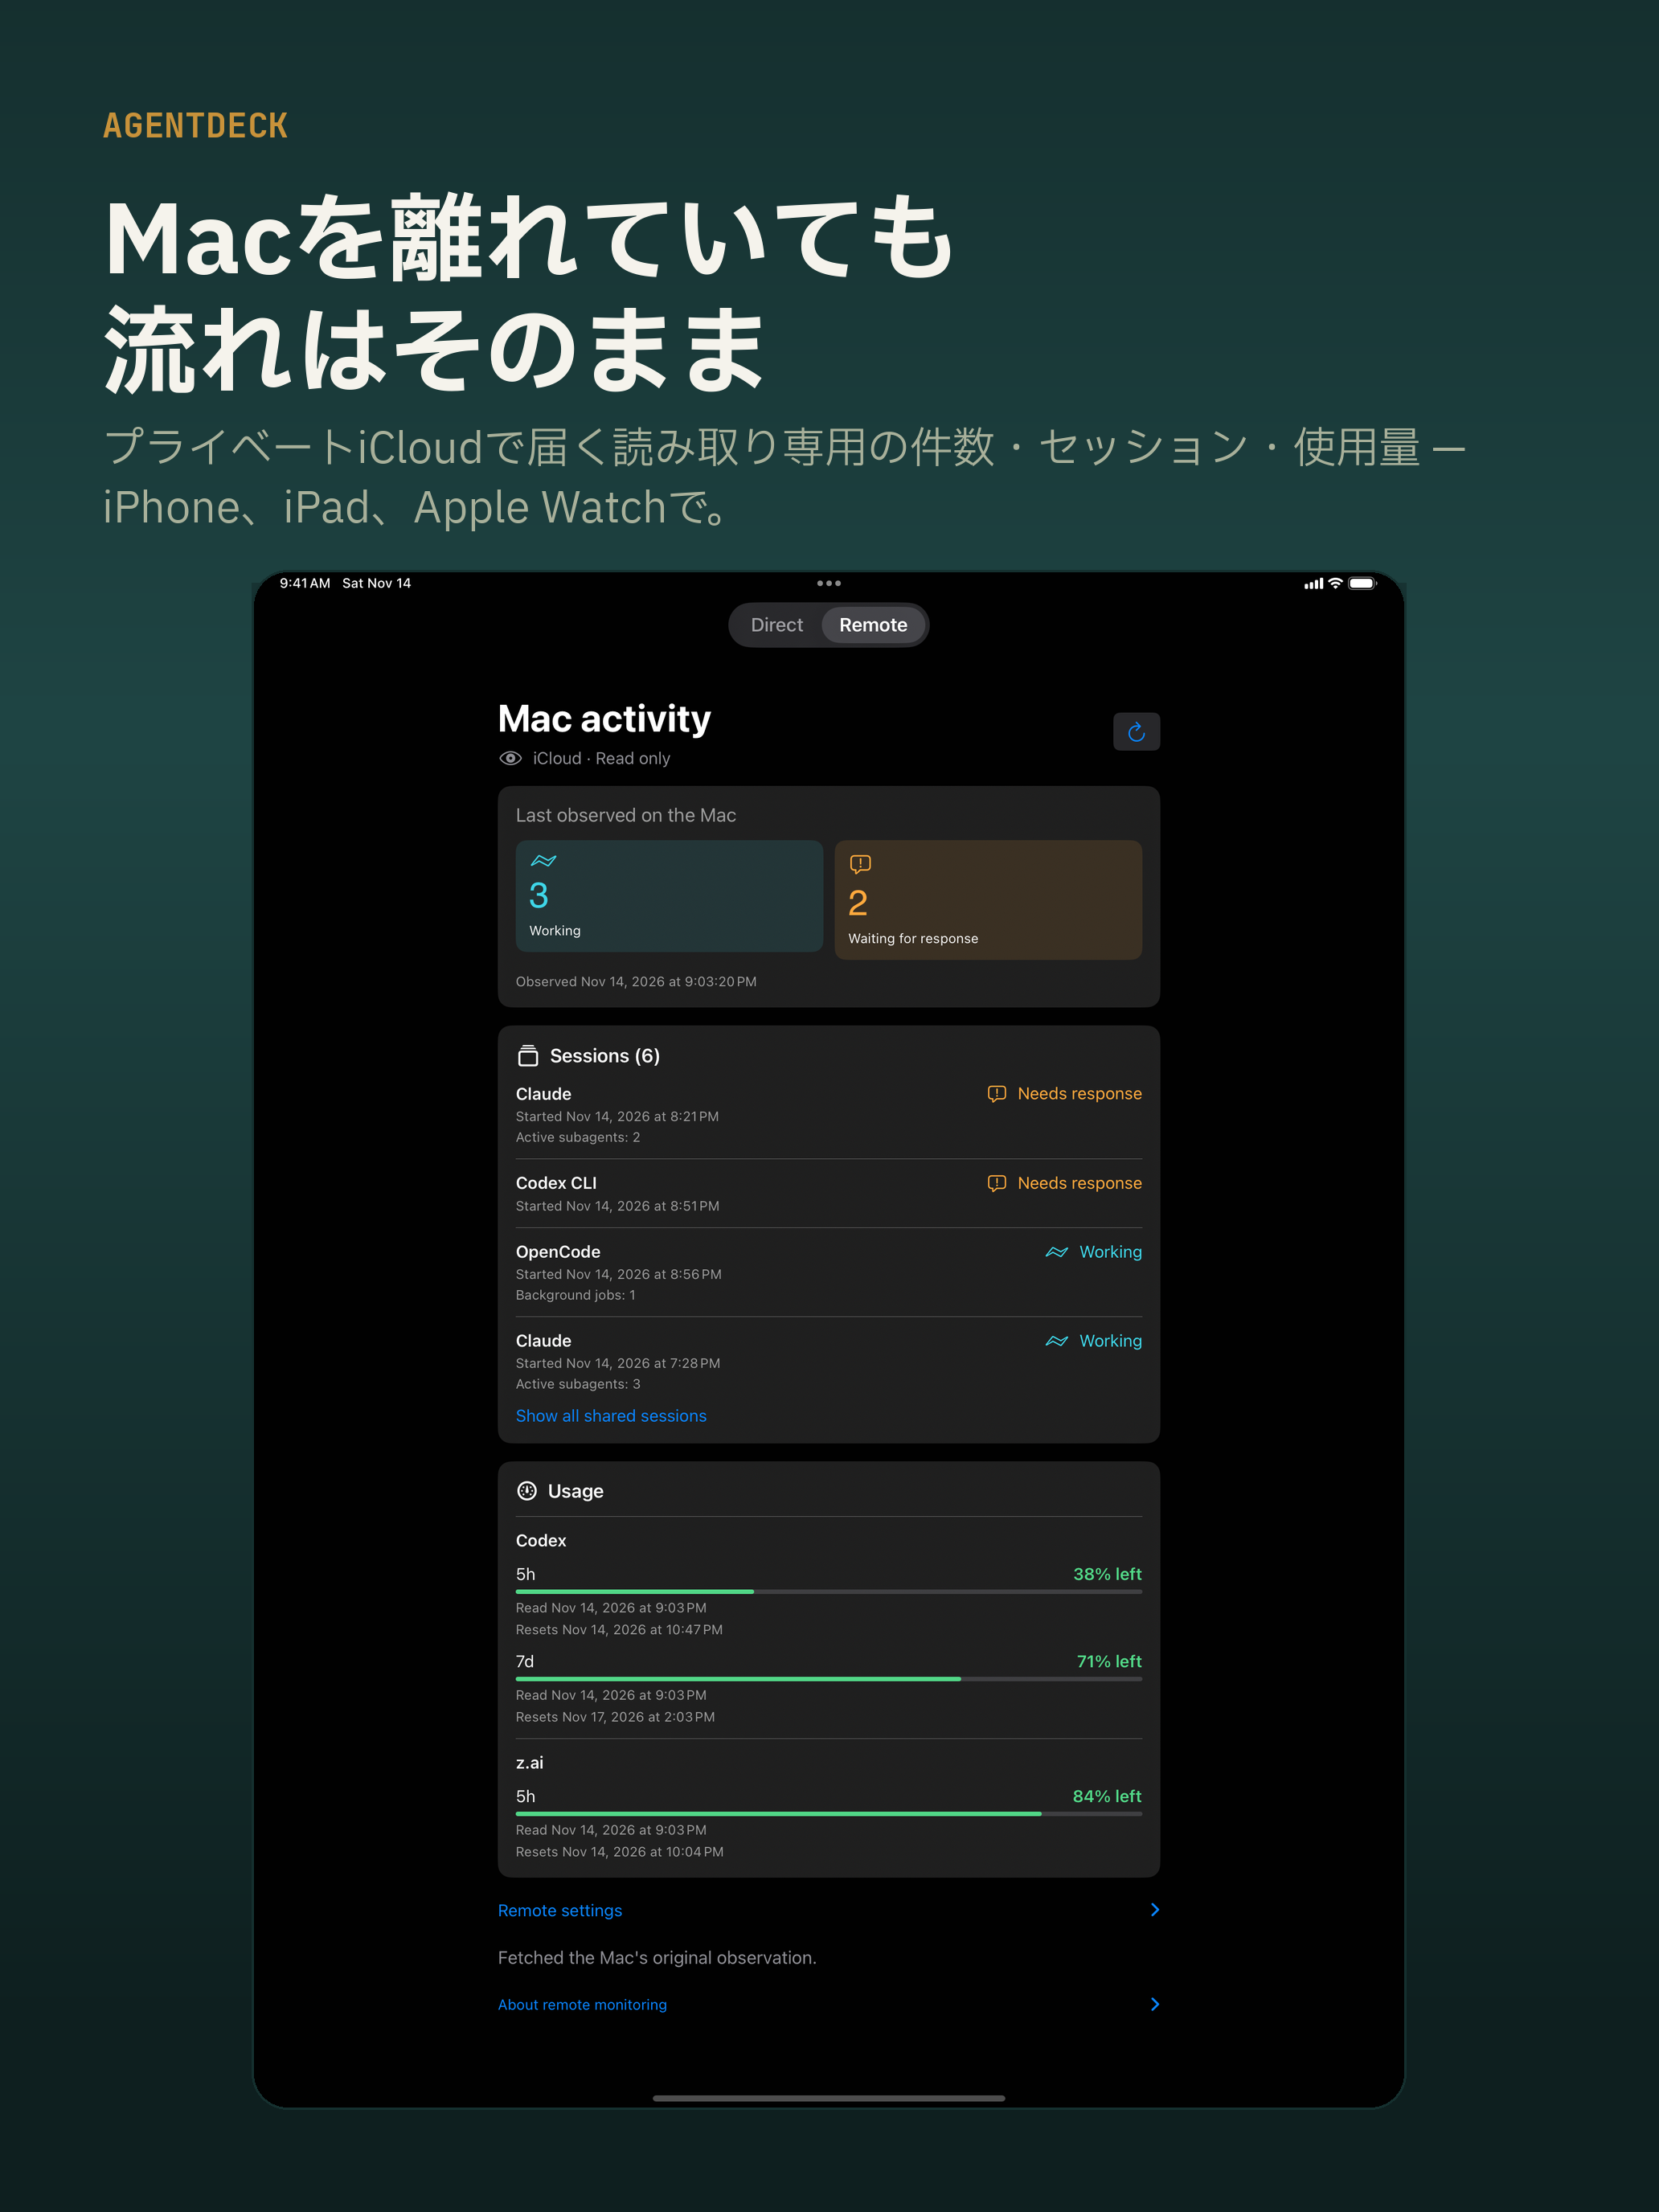 AGENTDECK
Macを離れていても
流れはそのまま
プライベートiCloudで届く読み取り専用の件数・セッション・使用量 —
iPhone、iPad、Apple Watchで。
9:41 AM Sat Nov 14
Direct Remote
Mac activity
iCloud · Read only
Last observed on the Mac
3
Working
2
Waiting for response
Observed Nov 14, 2026 at 9:03:20 PM
Sessions (6)
Claude Needs response
Started Nov 14, 2026 at 8:21 PM
Active subagents: 2
Codex CLI Needs response
Started Nov 14, 2026 at 8:51 PM
OpenCode Working
Started Nov 14, 2026 at 8:56 PM
Background jobs: 1
Claude Working
Started Nov 14, 2026 at 7:28 PM
Active subagents: 3
Show all shared sessions
Usage
Codex
5h 38% left
Read Nov 14, 2026 at 9:03 PM
Resets Nov 14, 2026 at 10:47 PM
7d 71% left
Read Nov 14, 2026 at 9:03 PM
Resets Nov 17, 2026 at 2:03 PM
z.ai
5h 84% left
Read Nov 14, 2026 at 9:03 PM
Resets Nov 14, 2026 at 10:04 PM
Remote settings
Fetched the Mac's original observation.
About remote monitoring